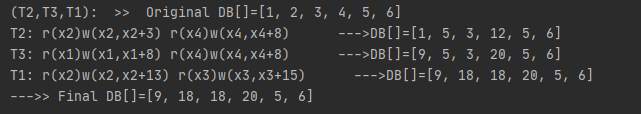 (T2,T3,T1):  >>  Original DB[]=[1, 2, 3, 4, 5, 6]
T2: r(x2)w(x2,x2+3) r(x4)w(x4,x4+8)      --->DB[]=[1, 5, 3, 12, 5, 6]
T3: r(x1)w(x1,x1+8) r(x4)w(x4,x4+8)      --->DB[]=[9, 5, 3, 20, 5, 6]
T1: r(x2)w(x2,x2+13) r(x3)w(x3,x3+15)      --->DB[]=[9, 18, 18, 20, 5, 6]
--->> Final DB[]=[9, 18, 18, 20, 5, 6]